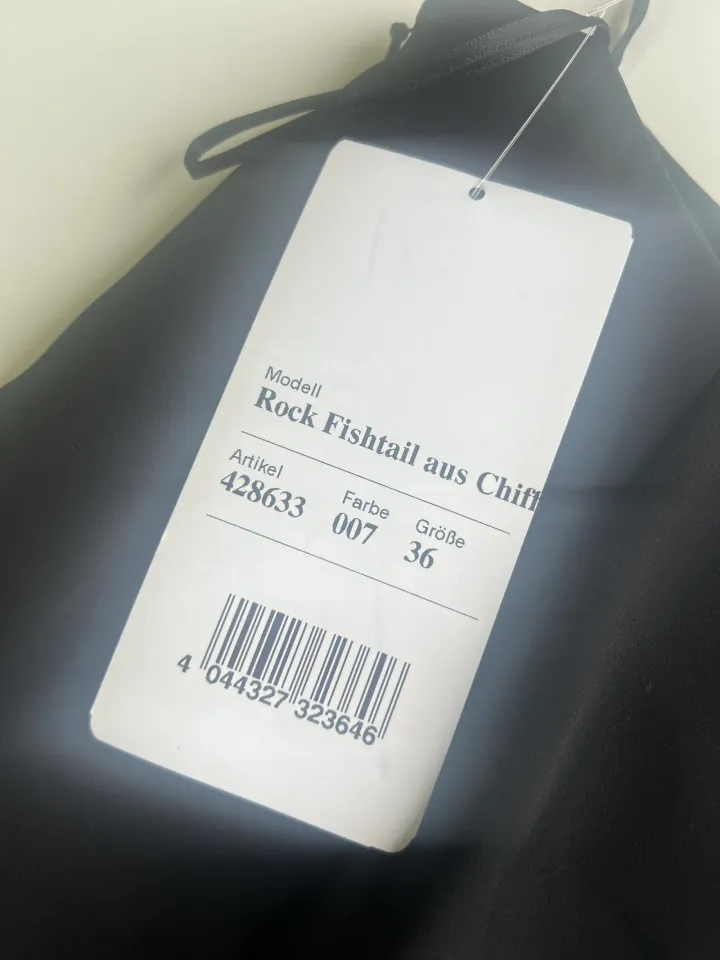 Modell
Rock Fishtail aus Chiff
Artikel Farbe Größe
428633 007 36
4 044327 323646